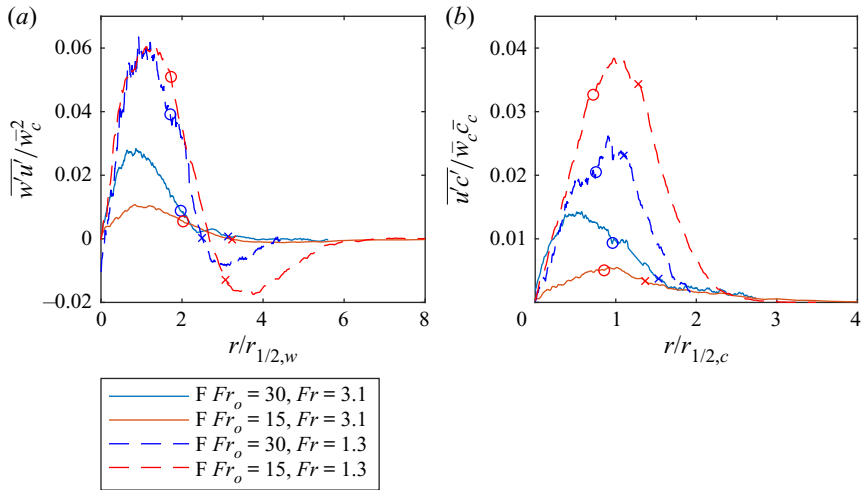 (a)
0.06
0.04
0.02
0
−0.02
w′u′/w̄c²
0 2 4 6 8
r/r1/2,w
(b)
0.04
0.03
0.02
0.01
u′c′/w̄c c̄c
0 1 2 3 4
r/r1/2,c
F Fro = 30, Fr = 3.1
F Fro = 15, Fr = 3.1
F Fro = 30, Fr = 1.3
F Fro = 15, Fr = 1.3